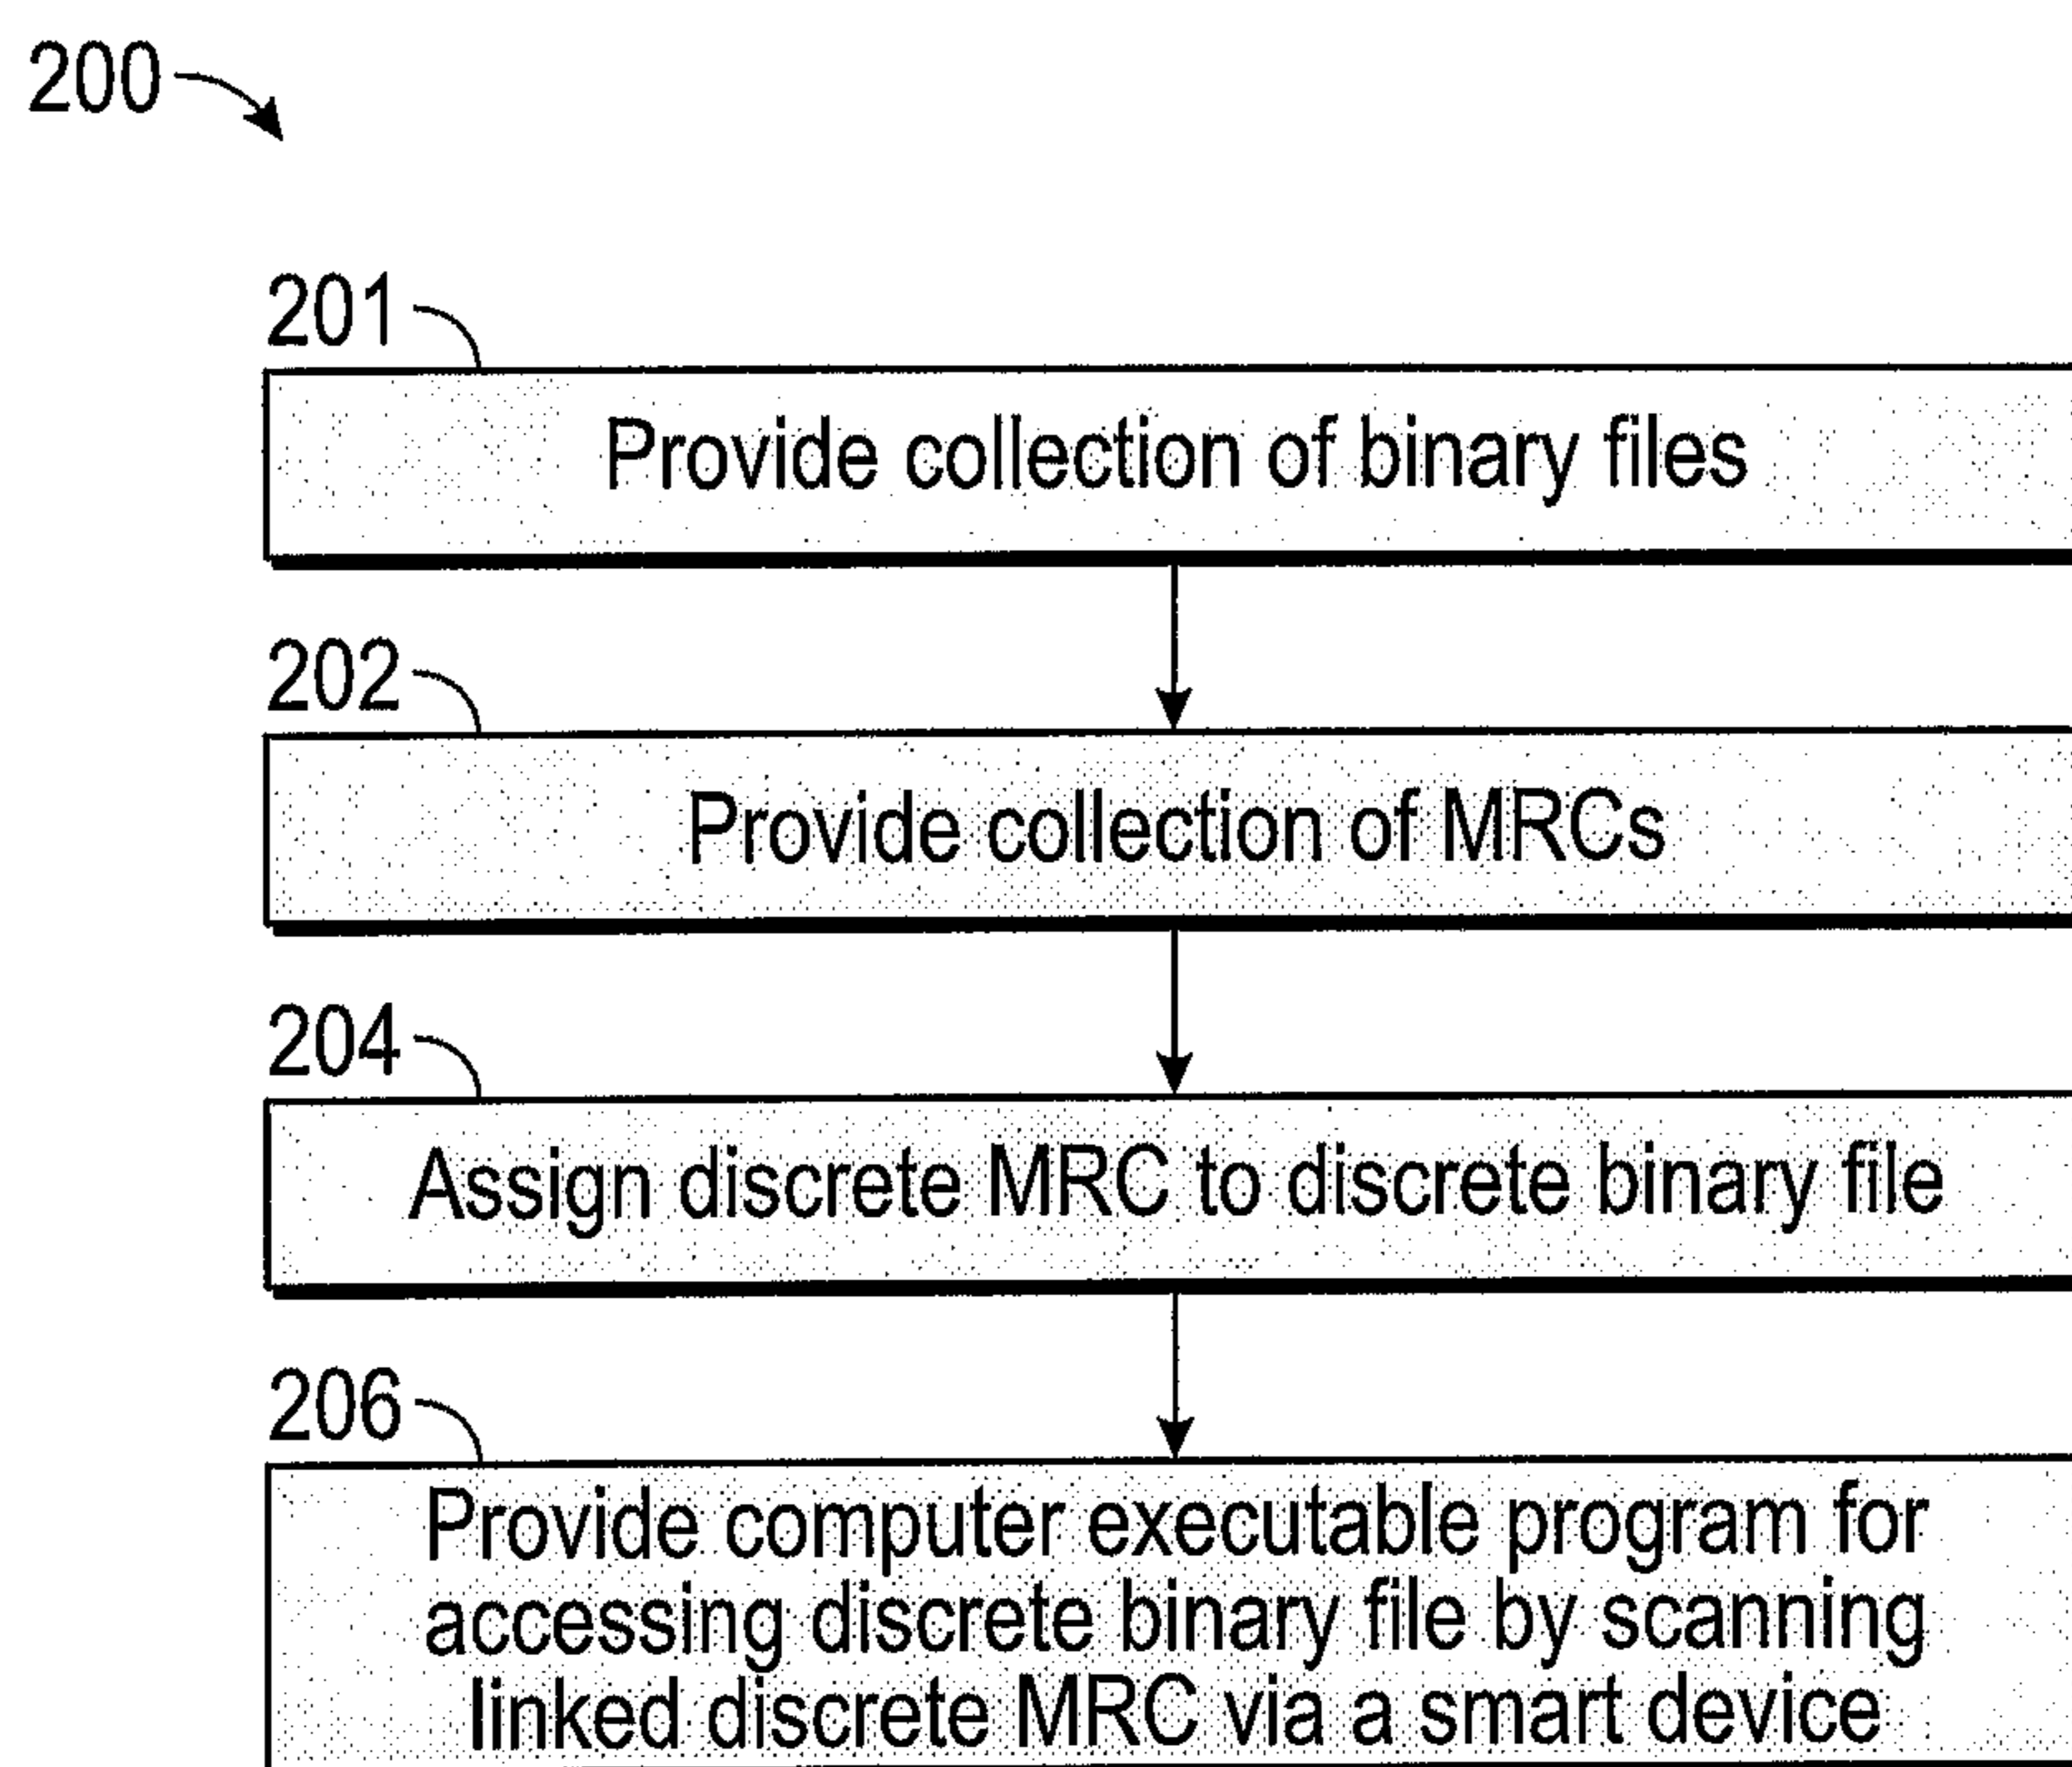 200
201
Provide collection of binary files
202
Provide collection of MRCs
204
Assign discrete MRC to discrete binary file
206
Provide computer executable program for
accessing discrete binary file by scanning
linked discrete MRC via a smart device